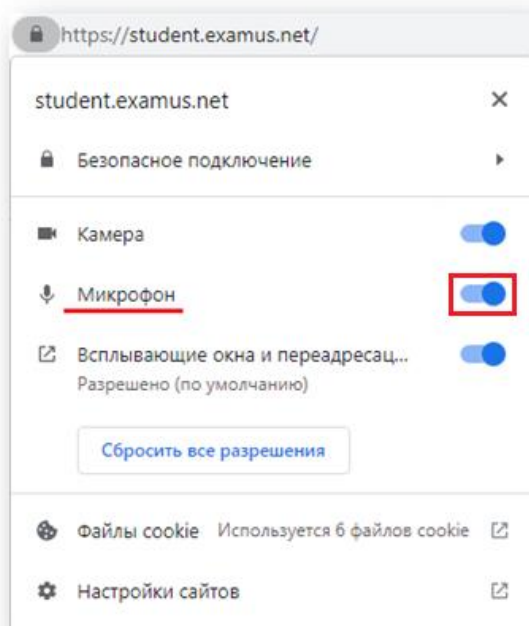 https://student.examus.net/
student.examus.net
Безопасное подключение
Камера
Микрофон
Всплывающие окна и переадресац...
Разрешено (по умолчанию)
Сбросить все разрешения
Файлы cookie Используется 6 файлов cookie
Настройки сайтов